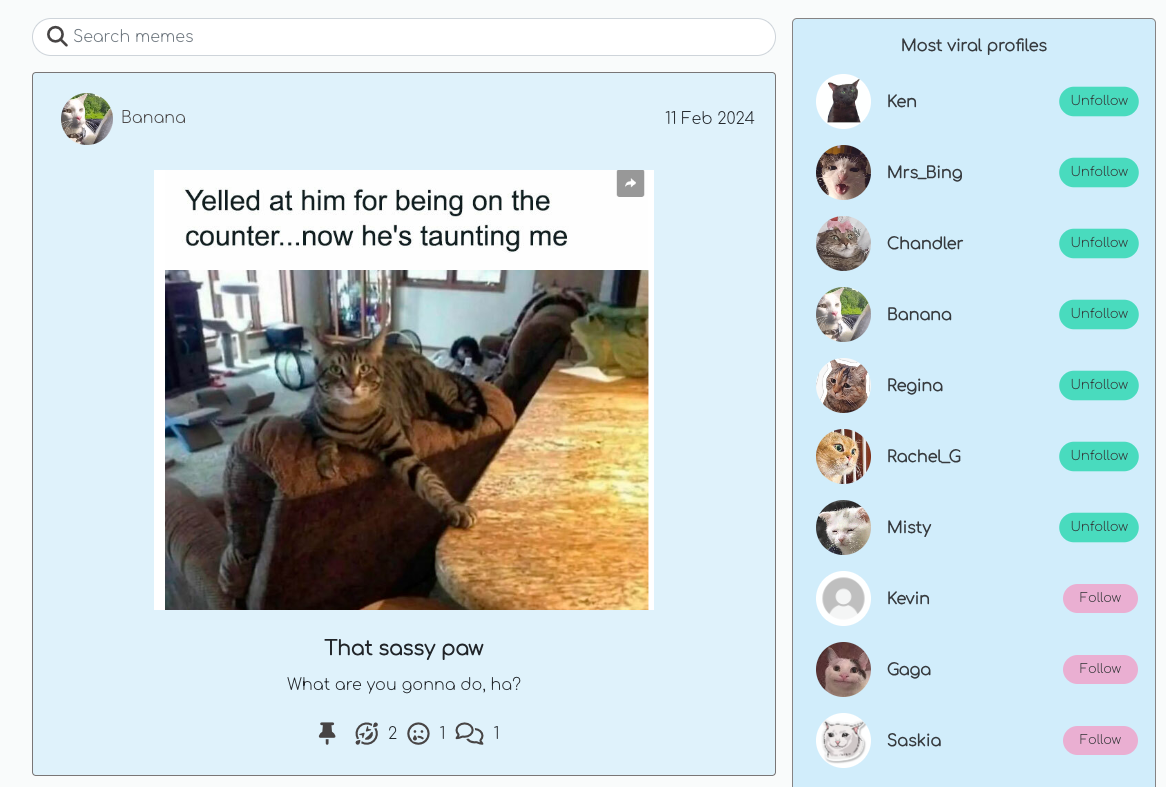 Search memes
Banana
11 Feb 2024
Yelled at him for being on the
counter...now he's taunting me
That sassy paw
What are you gonna do, ha?
2 1 1
Most viral profiles
Ken Unfollow
Mrs_Bing Unfollow
Chandler Unfollow
Banana Unfollow
Regina Unfollow
Rachel_G Unfollow
Misty Unfollow
Kevin Follow
Gaga Follow
Saskia Follow